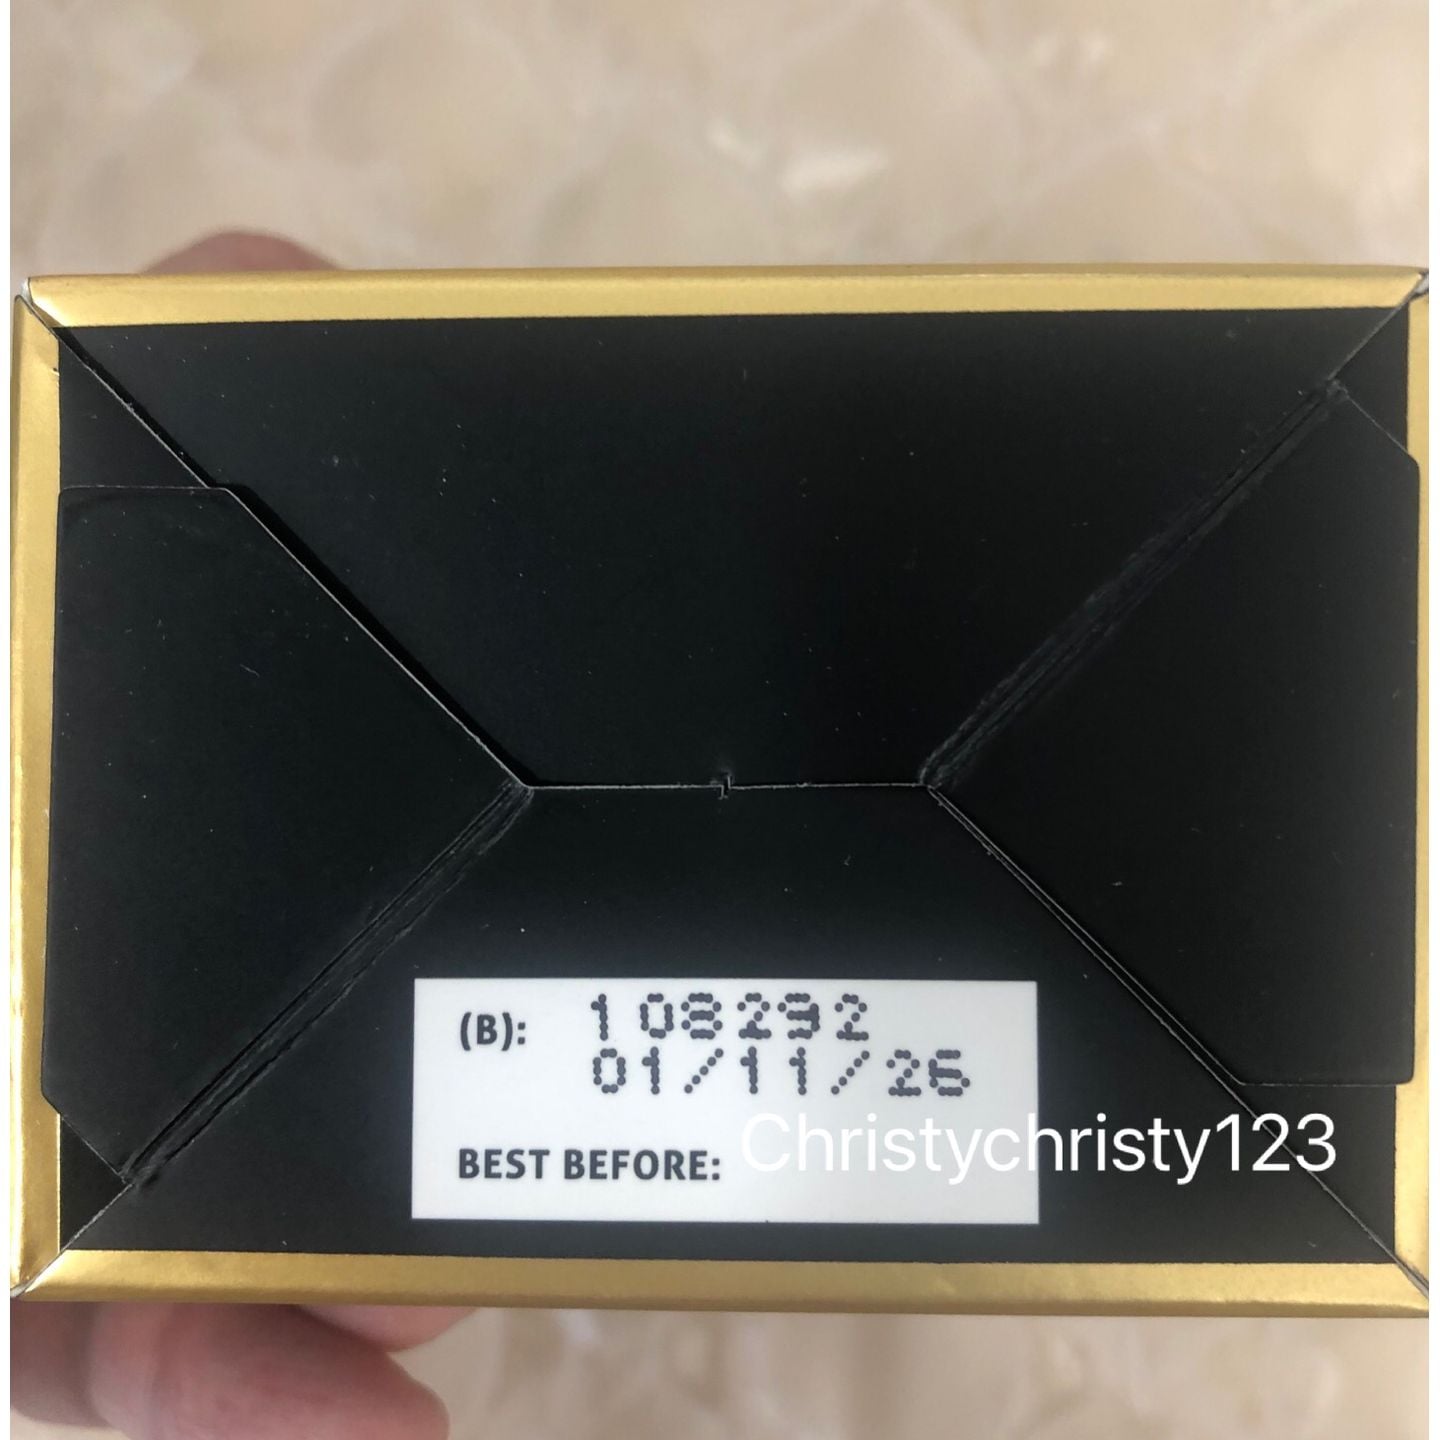 (B): 108292
01/11/26
BEST BEFORE:
Christychristy123